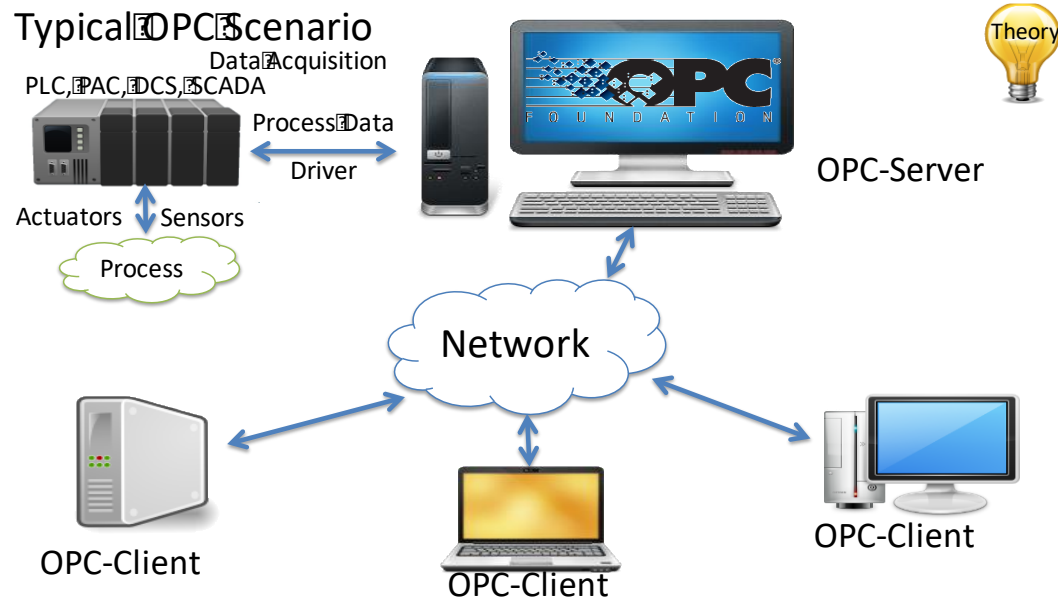 Typical OPC Scenario
Theory
Data Acquisition
PLC, PAC, DCS, SCADA
Process Data
Driver
OPC
FOUNDATION
OPC-Server
Actuators
Sensors
Process
Network
OPC-Client
OPC-Client
OPC-Client